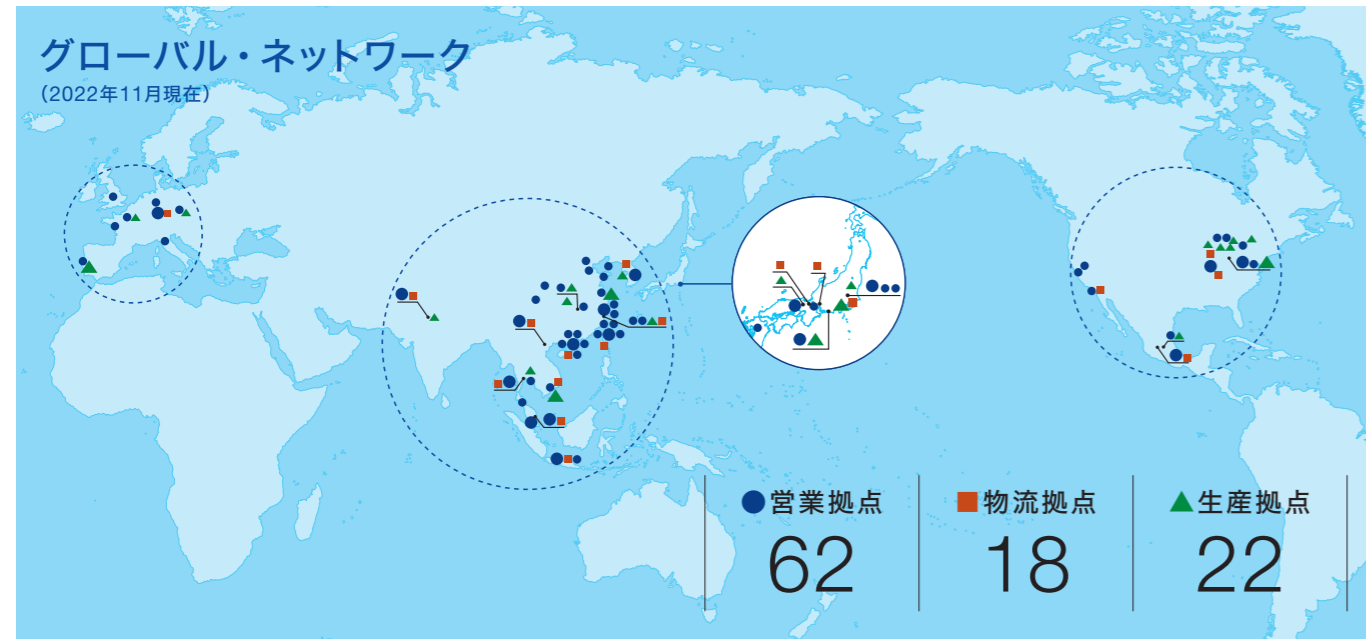 グローバル・ネットワーク
（2022年11月現在）
●営業拠点
62
■物流拠点
18
▲生産拠点
22